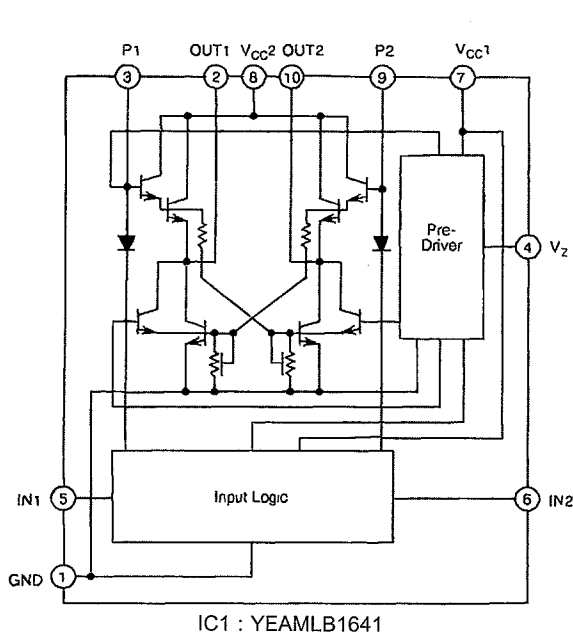 P1 OUT1 VCC2 OUT2 P2 VCC1
3 2 8 10 9 7
Pre-
Driver
4 VZ
IN1 5 Input Logic 6 IN2
GND 1
IC1 : YEAMLB1641